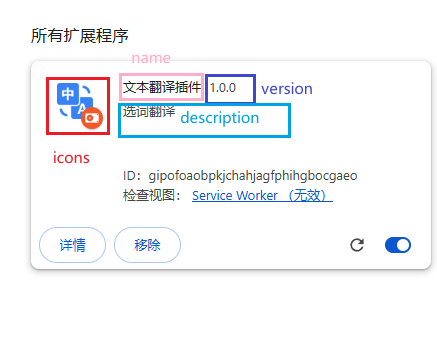 所有扩展程序
name
文本翻译插件 1.0.0 version
选词翻译 description
中
A
icons
ID：gipofoaobpkjchahjagfphihgbocgaeo
检查视图： Service Worker （无效）
详情 移除